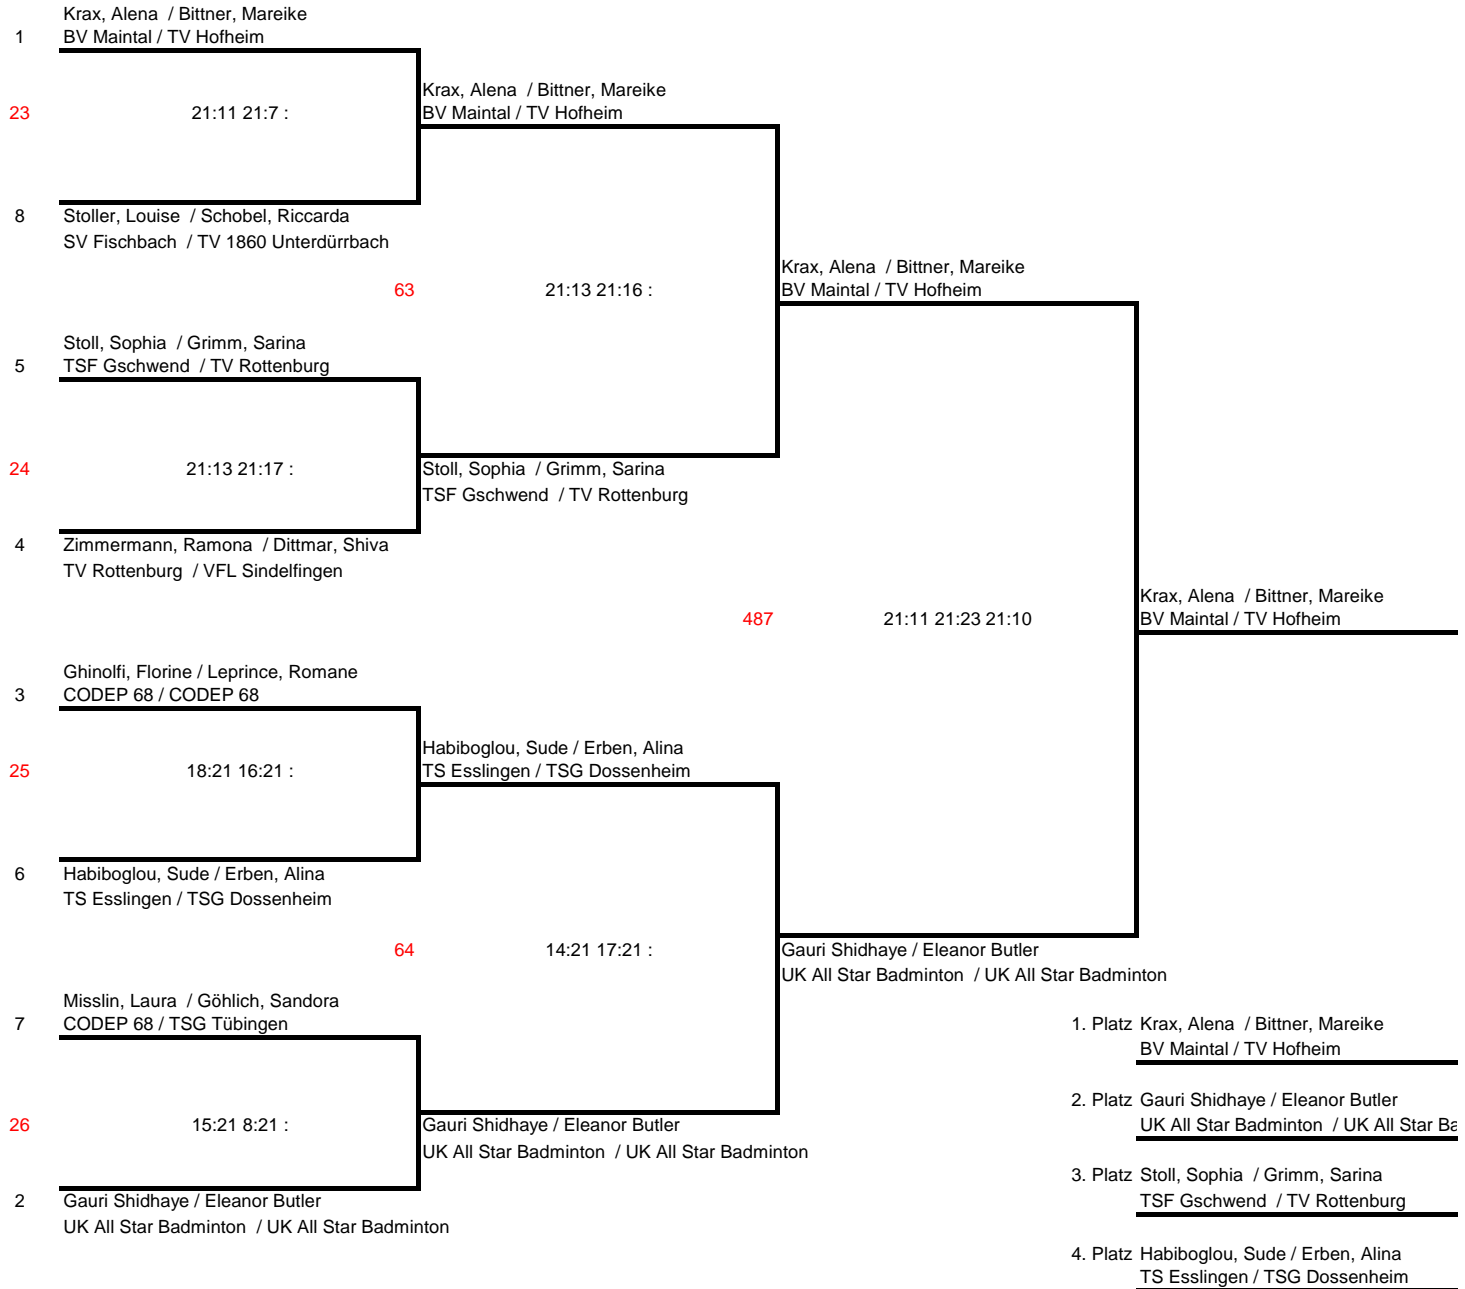 Krax, Alena / Bittner, Mareike
1 BV Maintal / TV Hofheim
Krax, Alena / Bittner, Mareike
23 21:11 21:7 : BV Maintal / TV Hofheim
8 Stoller, Louise / Schobel, Riccarda
SV Fischbach / TV 1860 Unterdürrbach
Krax, Alena / Bittner, Mareike
63 21:13 21:16 : BV Maintal / TV Hofheim
Stoll, Sophia / Grimm, Sarina
5 TSF Gschwend / TV Rottenburg
24 21:13 21:17 : Stoll, Sophia / Grimm, Sarina
TSF Gschwend / TV Rottenburg
4 Zimmermann, Ramona / Dittmar, Shiva
TV Rottenburg / VFL Sindelfingen
Krax, Alena / Bittner, Mareike
487 21:11 21:23 21:10 BV Maintal / TV Hofheim
Ghinolfi, Florine / Leprince, Romane
3 CODEP 68 / CODEP 68
Habiboglou, Sude / Erben, Alina
25 18:21 16:21 : TS Esslingen / TSG Dossenheim
6 Habiboglou, Sude / Erben, Alina
TS Esslingen / TSG Dossenheim
64 14:21 17:21 : Gauri Shidhaye / Eleanor Butler
UK All Star Badminton / UK All Star Badminton
Misslin, Laura / Göhlich, Sandora
7 CODEP 68 / TSG Tübingen
1. Platz Krax, Alena / Bittner, Mareike
BV Maintal / TV Hofheim
2. Platz Gauri Shidhaye / Eleanor Butler
UK All Star Badminton / UK All Star Ba
26 15:21 8:21 : Gauri Shidhaye / Eleanor Butler
UK All Star Badminton / UK All Star Badminton
3. Platz Stoll, Sophia / Grimm, Sarina
TSF Gschwend / TV Rottenburg
2 Gauri Shidhaye / Eleanor Butler
UK All Star Badminton / UK All Star Badminton
4. Platz Habiboglou, Sude / Erben, Alina
TS Esslingen / TSG Dossenheim